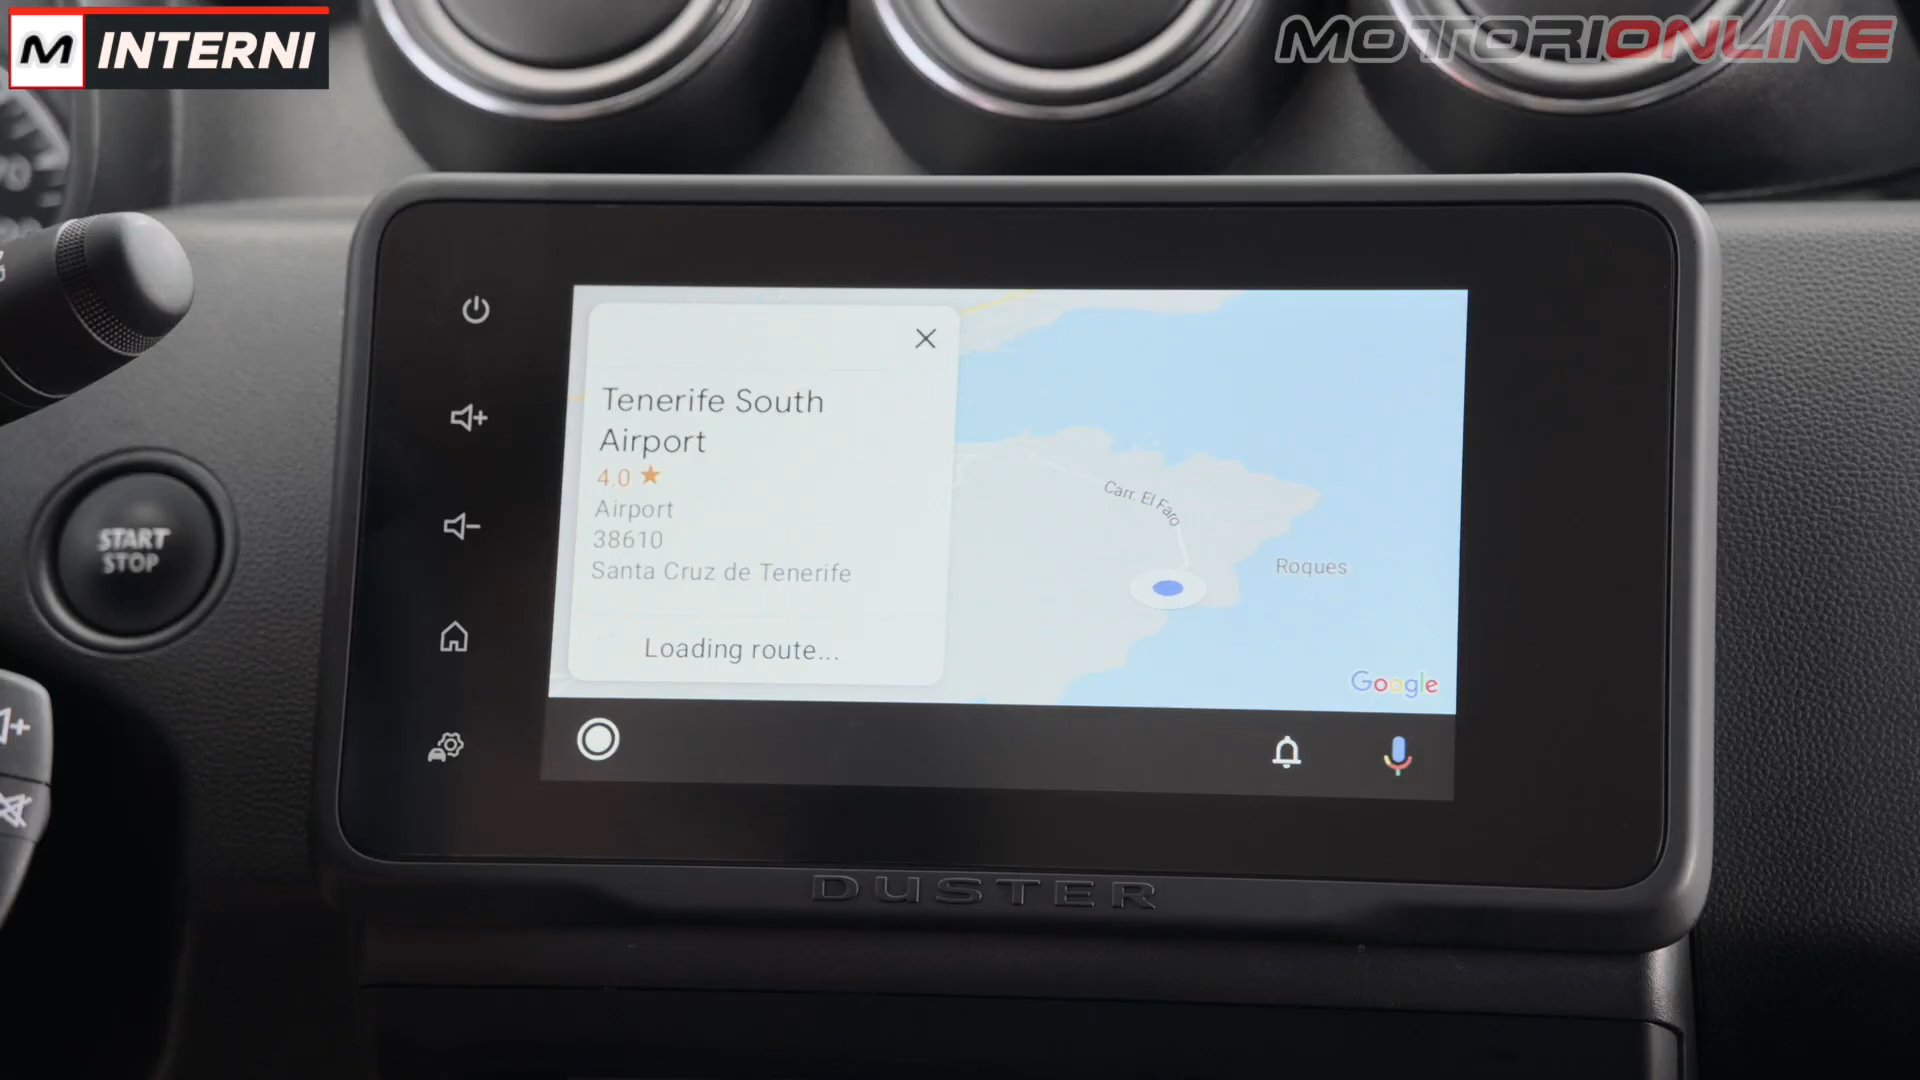 M INTERNI
MOTORIONLINE
70
START
STOP
Tenerife South
Airport
4.0 ★
Airport
38610
Santa Cruz de Tenerife
Loading route...
Carr. El Faro
Roques
Google
DUSTER